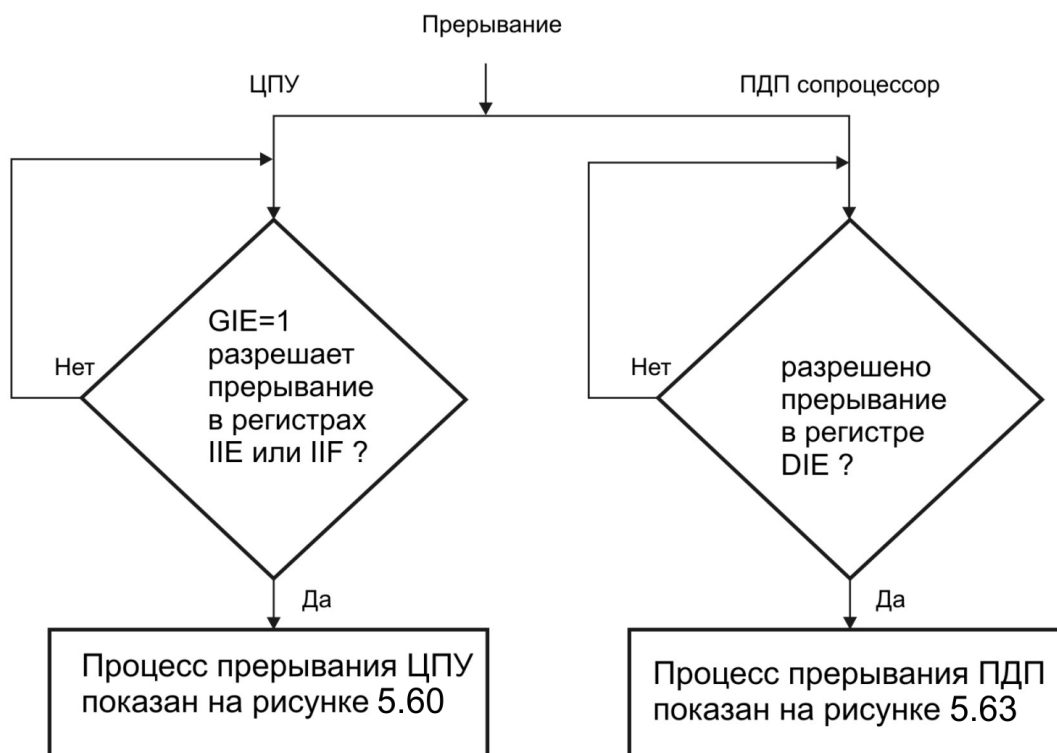 Прерывание
ЦПУ
ПДП сопроцессор
GIE=1
разрешает
прерывание
в регистрах
IIE или IIF ?
Нет
Да
Процесс прерывания ЦПУ
показан на рисунке 5.60
разрешено
прерывание
в регистре
DIE ?
Нет
Да
Процесс прерывания ПДП
показан на рисунке 5.63